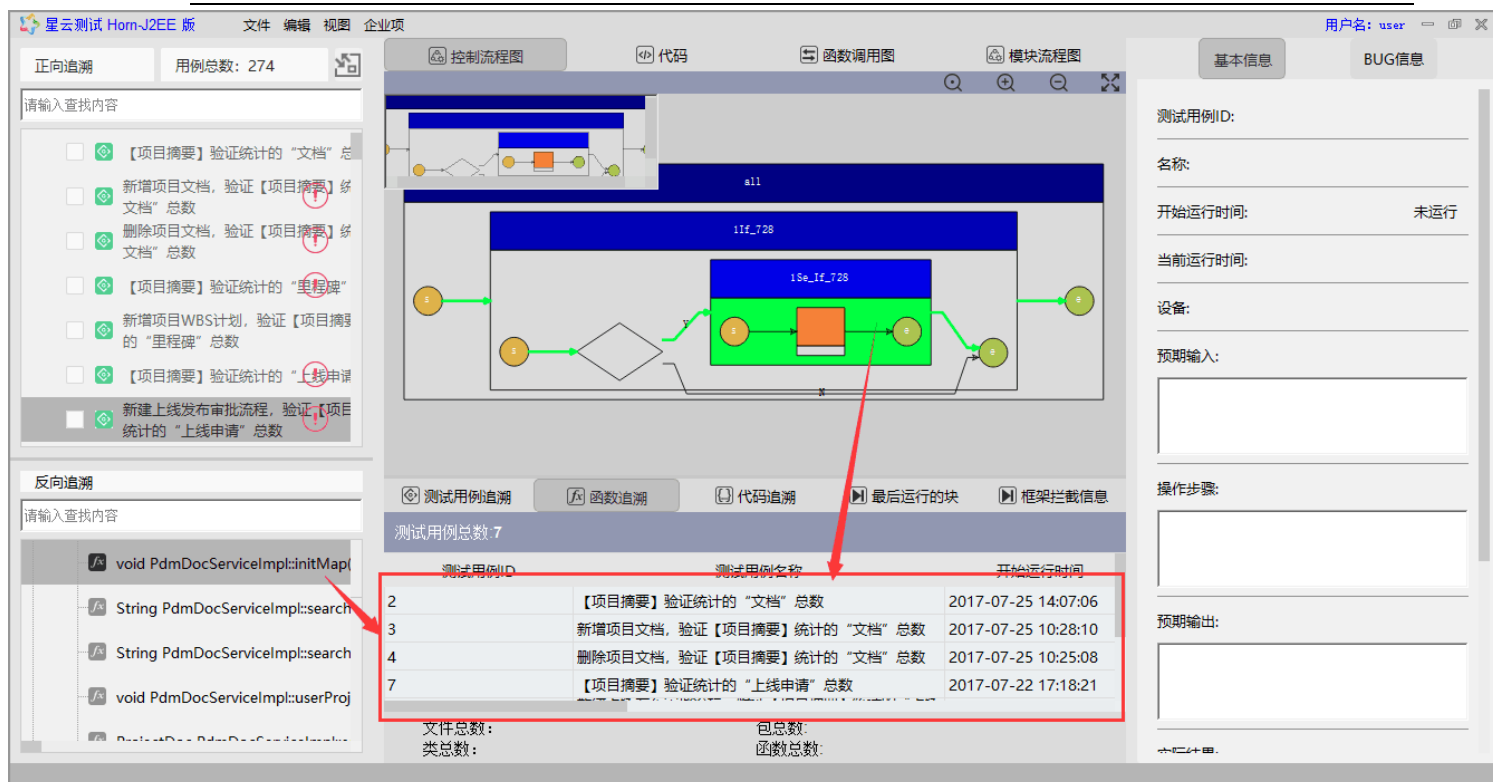 星云测试 Horn-J2EE 版 文件 编辑 视图 企业项 用户名: user
正向追溯 用例总数: 274
请输入查找内容
【项目摘要】验证统计的“文档”总
新增项目文档, 验证【项目摘要】统
文档”总数
删除项目文档, 验证【项目摘要】统
文档”总数
【项目摘要】验证统计的“里程碑”
新增项目WBS计划, 验证【项目摘要
的“里程碑”总数
【项目摘要】验证统计的“上线申请
新建上线发布审批流程, 验证【项目
统计的“上线申请”总数
反向追溯
请输入查找内容
void PdmDocServiceImpl::initMap(
String PdmDocServiceImpl::search
String PdmDocServiceImpl::search
void PdmDocServiceImpl::userProj
控制流程图 代码 函数调用图 模块流程图
all
1If_728
1Se_If_728
s
s
s
e
e
e
Y
N
测试用例追溯 函数追溯 代码追溯 最后运行的块 框架拦截信息
测试用例总数:7
测试用例ID 测试用例名称 开始运行时间
2 【项目摘要】验证统计的“文档”总数 2017-07-25 14:07:06
3 新增项目文档, 验证【项目摘要】统计的“文档”总数 2017-07-25 10:28:10
4 删除项目文档, 验证【项目摘要】统计的“文档”总数 2017-07-25 10:25:08
7 【项目摘要】验证统计的“上线申请”总数 2017-07-22 17:18:21
文件总数: 包总数:
类总数: 函数总数:
基本信息 BUG信息
测试用例ID:
名称:
开始运行时间: 未运行
当前运行时间:
设备:
预期输入:
操作步骤:
预期输出:
实际结果: